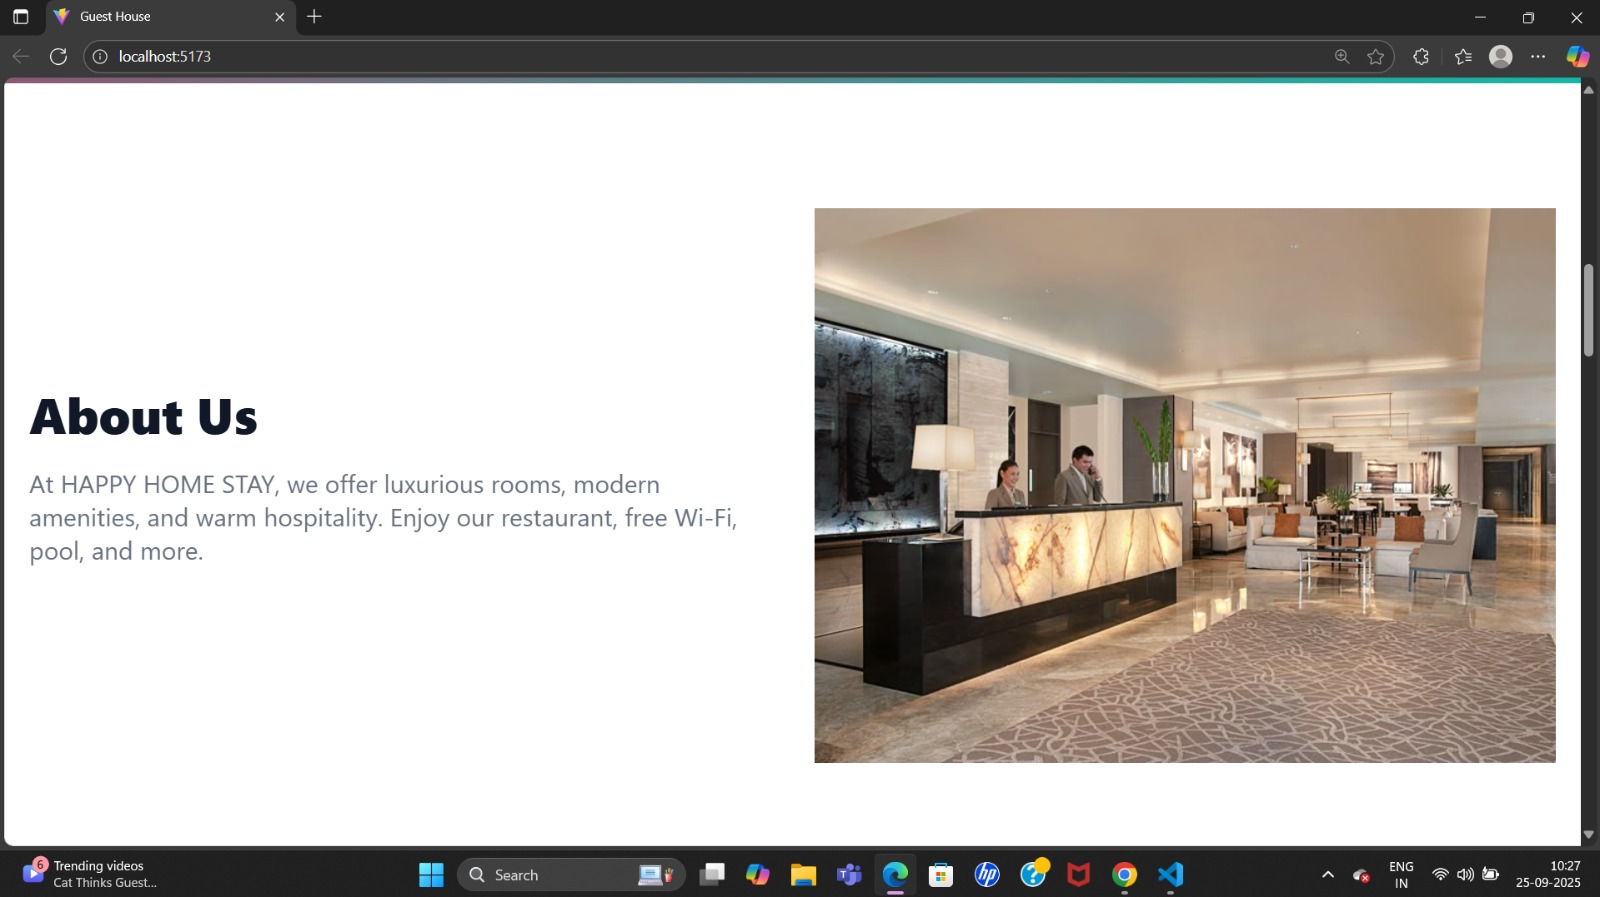 Guest House
localhost:5173
About Us
At HAPPY HOME STAY, we offer luxurious rooms, modern
amenities, and warm hospitality. Enjoy our restaurant, free Wi-Fi,
pool, and more.
6
Trending videos
Cat Thinks Guest...
Search
hp
?
ENG
IN
10:27
25-09-2025